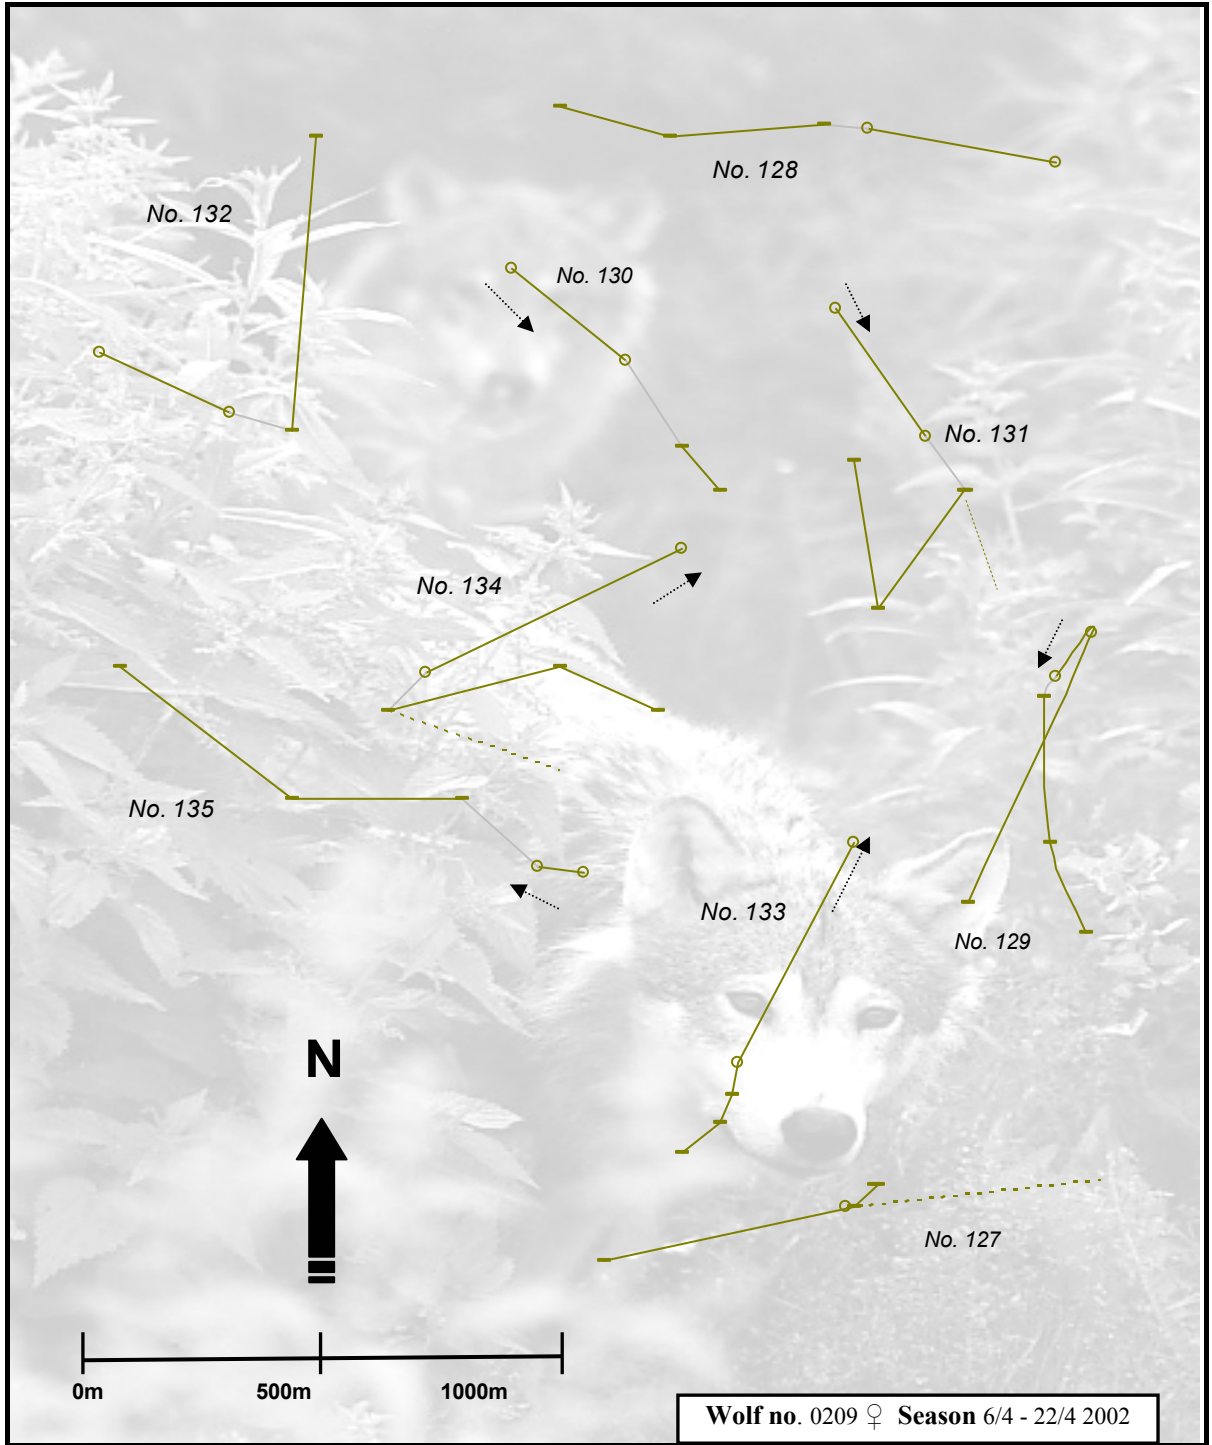 No. 128
No. 132
No. 130
No. 131
No. 134
No. 135
No. 133
No. 129
N
No. 127
0m 500m 1000m
Wolf no. 0209 ♀ Season 6/4 - 22/4 2002